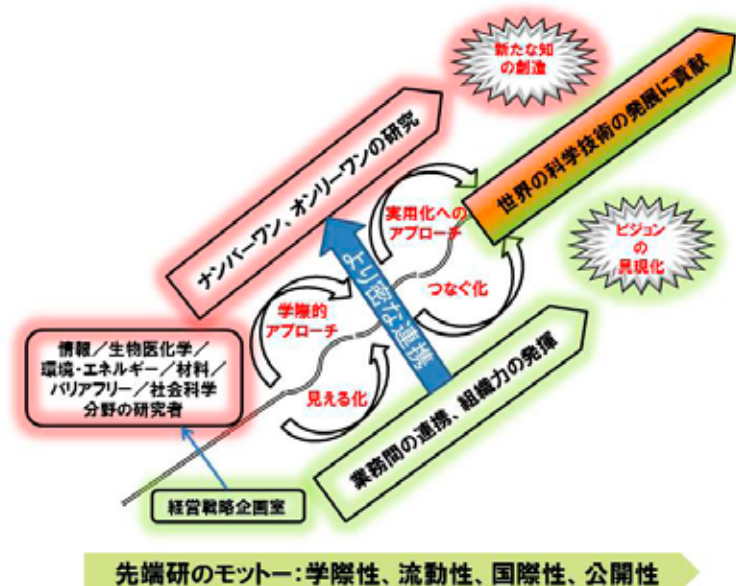 新たな知
の創造
世界の科学技術の発展に貢献
ナンバーワン、オンリーワンの研究
実用化への
アプローチ
ビジョン
の
具現化
より密な連携
つなぐ化
学際的
アプローチ
情報/生物医化学/
環境・エネルギー/材料/
バリアフリー/社会科学
分野の研究者
見える化
業務間の連携、組織力の発揮
経営戦略企画室
先端研のモットー:学際性、流動性、国際性、公開性